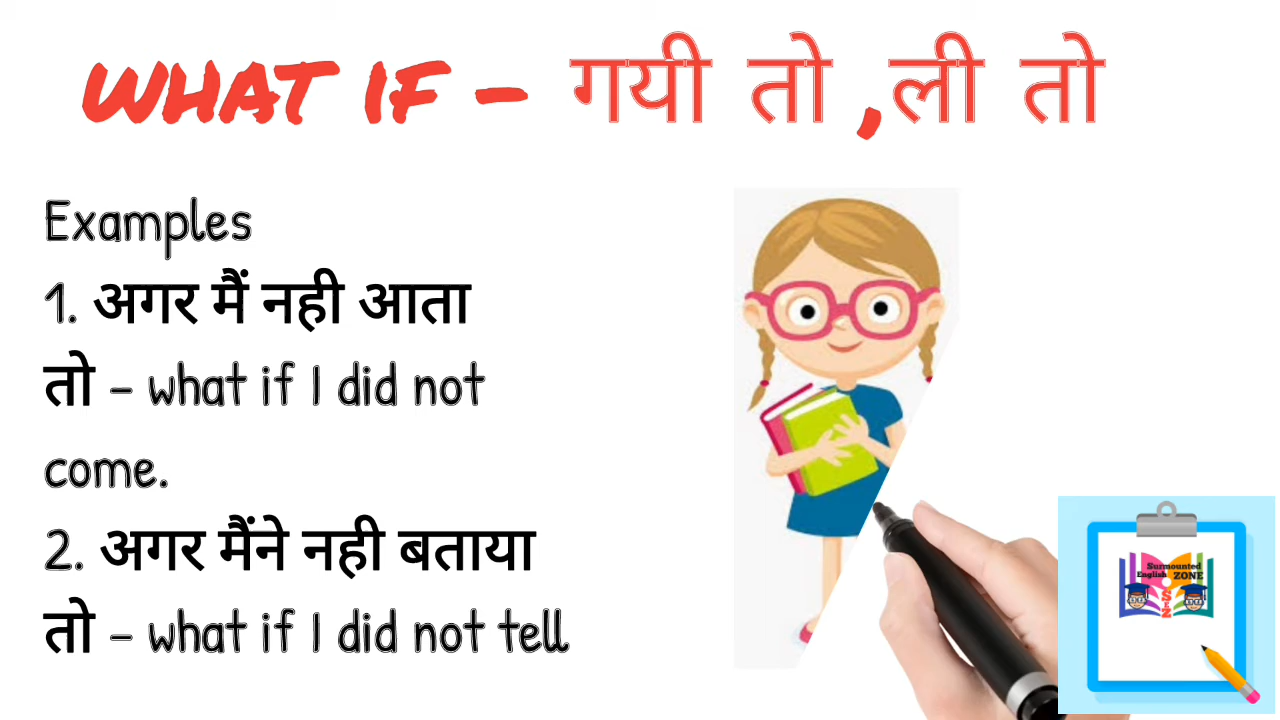 WHAT IF - गयी तो ,ली तो
Examples
1. अगर मैं नही आता
तो - what if I did not
come.
2. अगर मैंने नही बताया
तो - what if I did not tell
Surmounted
English ZONE
SEZ